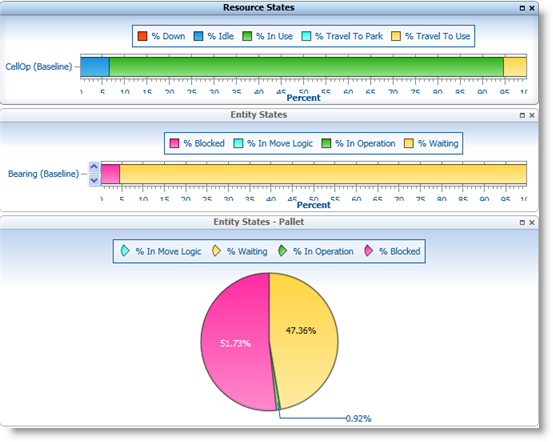 Resource States
% Down % Idle % In Use % Travel To Park % Travel To Use
CellOp (Baseline)
5 10 15 20 25 30 35 40 45 50 55 60 65 70 75 80 85 90 95
Percent
Entity States
% Blocked % In Move Logic % In Operation % Waiting
Bearing (Baseline)
5 10 15 20 25 30 35 40 45 50 55 60 65 70 75 80 85 90 95
Percent
Entity States - Pallet
% In Move Logic % Waiting % In Operation % Blocked
51.73% 47.36%
0.92%